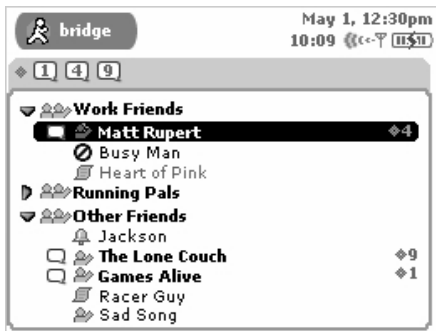 bridge
May 1, 12:30pm
10:09
1 4 9
Work Friends
Matt Rupert 4
Busy Man
Heart of Pink
Running Pals
Other Friends
Jackson
The Lone Couch 9
Games Alive 1
Racer Guy
Sad Song